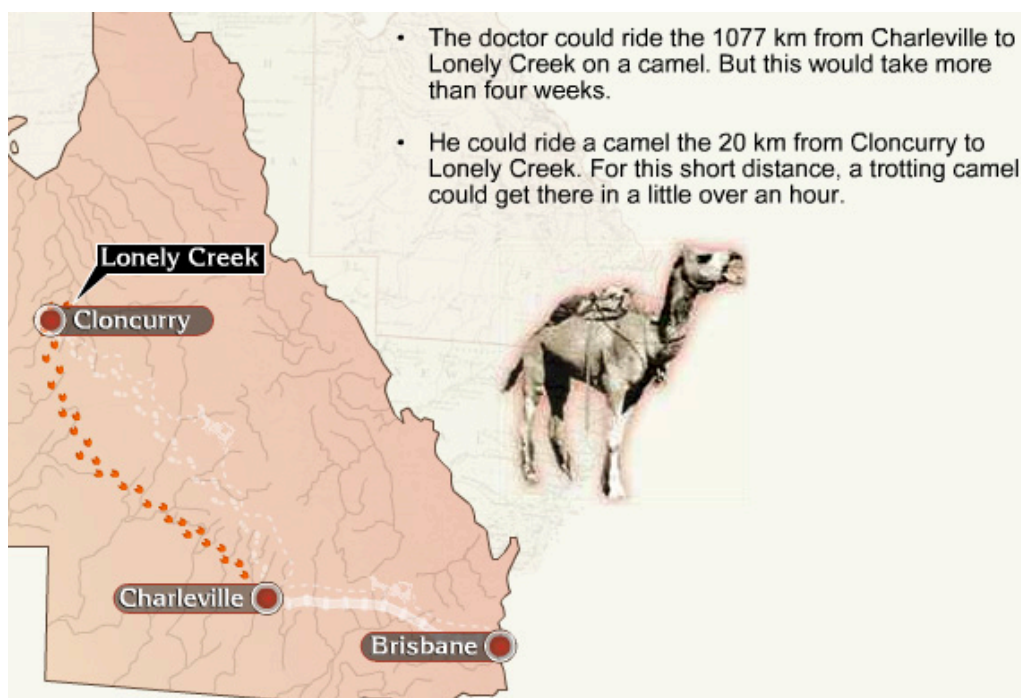 • The doctor could ride the 1077 km from Charleville to
Lonely Creek on a camel. But this would take more
than four weeks.
• He could ride a camel the 20 km from Cloncurry to
Lonely Creek. For this short distance, a trotting camel
could get there in a little over an hour.
Lonely Creek
Cloncurry
Charleville
Brisbane